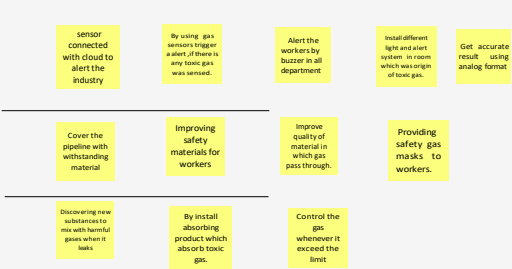 sensor
connected
with cloud to
alert the
industry
By using gas
sensors trigger
a alert ,if there is
any toxic gas
was sensed.
Alert the
workers by
buzzer in all
department
Install different
light and alert
system in room
which was origin
of toxic gas.
Get accurate
result using
analog format
Cover the
pipeline with
withstanding
material
Improving
safety
materials for
workers
Improve
quality of
material in
which gas
pass through.
Providing
safety gas
masks to
workers.
Discovering new
substances to
mix with harmful
gases when it
leaks
By install
absorbing
product which
absorb toxic
gas.
Control the
gas
whenever it
exceed the
limit